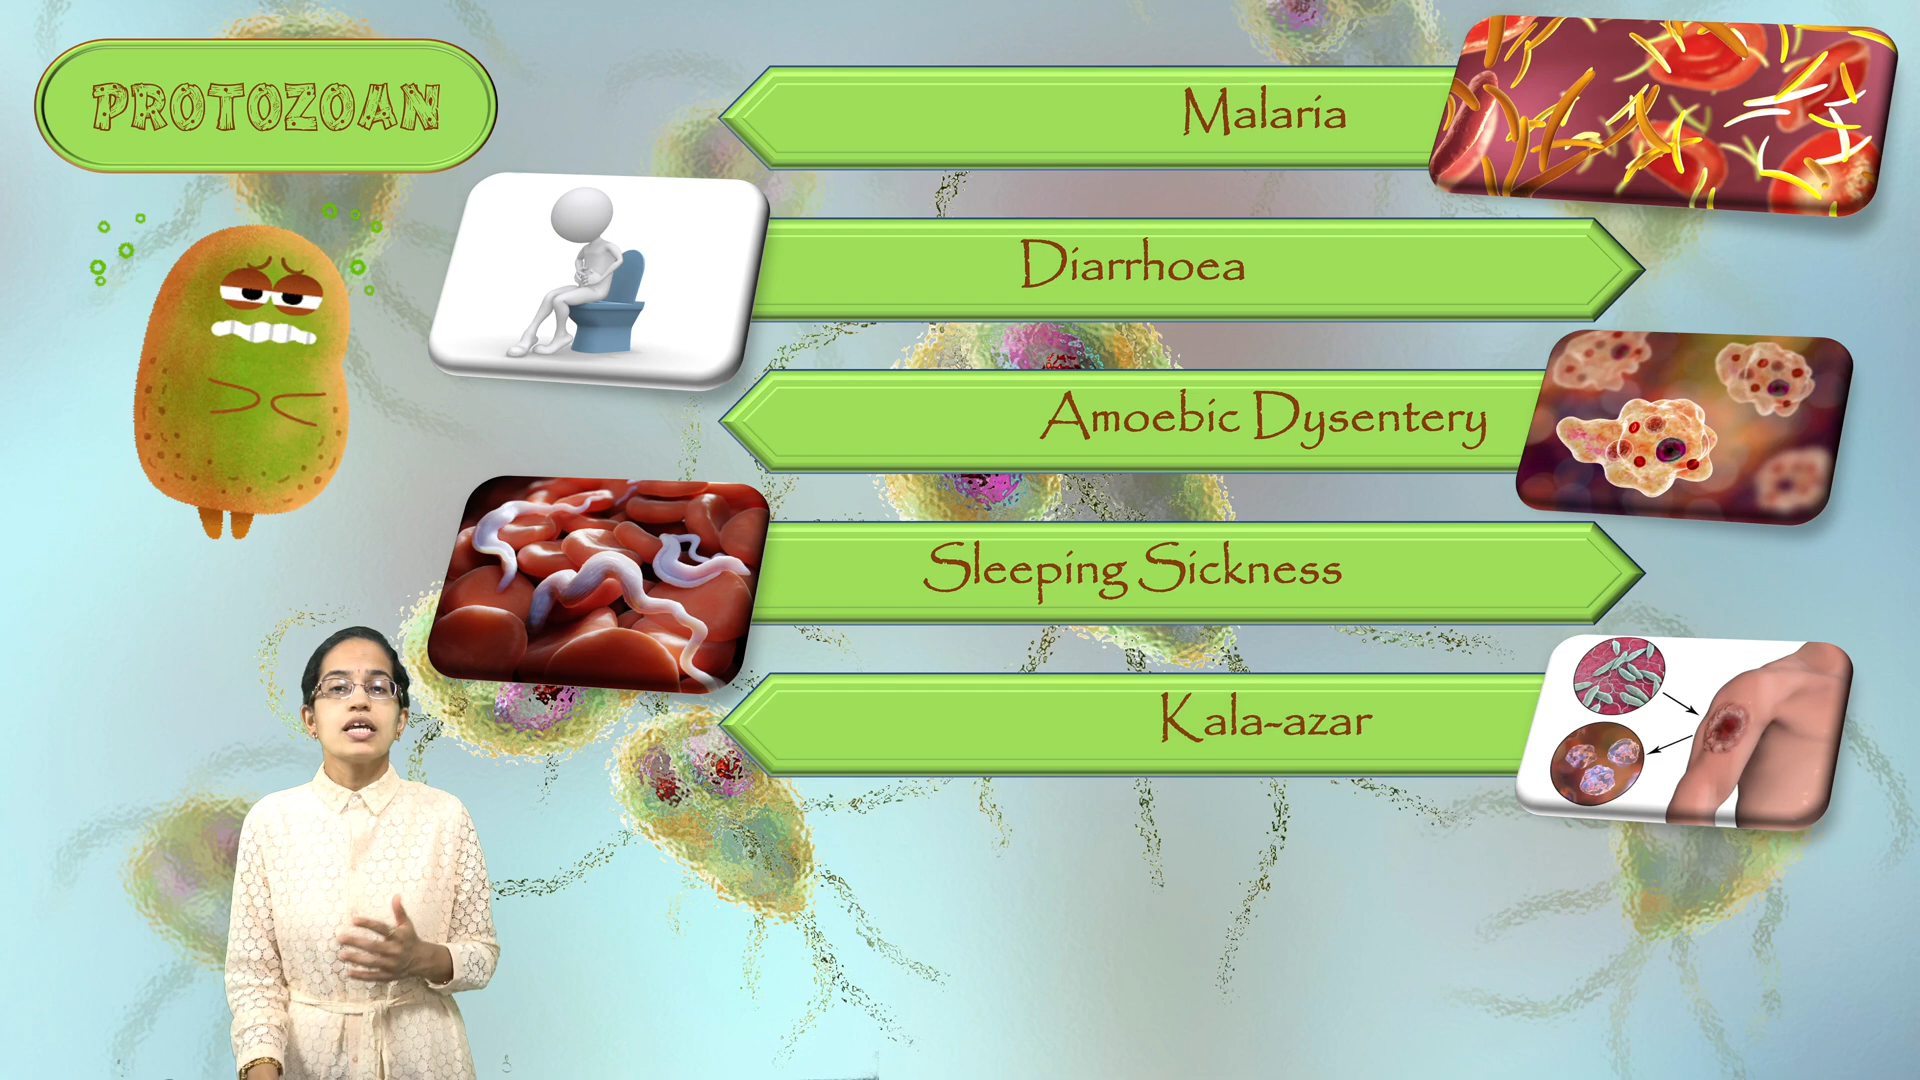 PROTOZOAN
Malaria
Diarrhoea
Amoebic Dysentery
Sleeping Sickness
Kala-azar